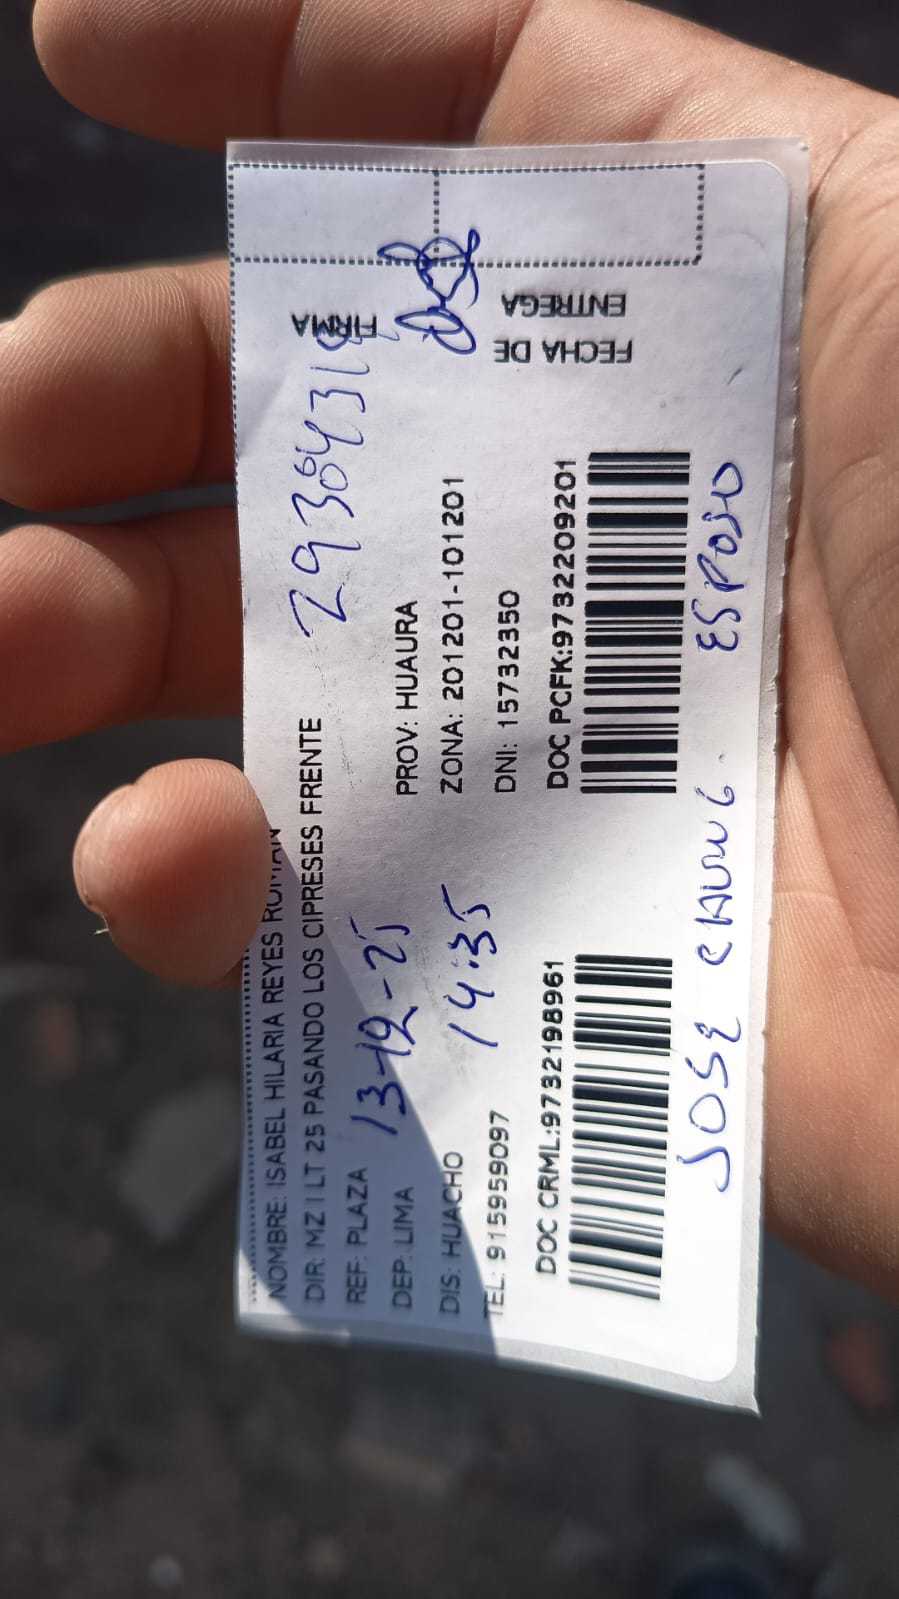 NOMBRE: ISABEL HILARIA REYES ROMAN
DIR: MZ I LT 25 PASANDO LOS CIPRESES FRENTE
REF: PLAZA
13-12-25
DEP: LIMA
PROV: HUAURA
DIS: HUACHO
14:35
ZONA: 201201-101201
TEL: 915959097
DNI: 15732350
DOC CRML:9732198961
DOC PCFK:9732209201
JOSE
ESPOSO
FIRMA
FECHA DE
ENTREGA